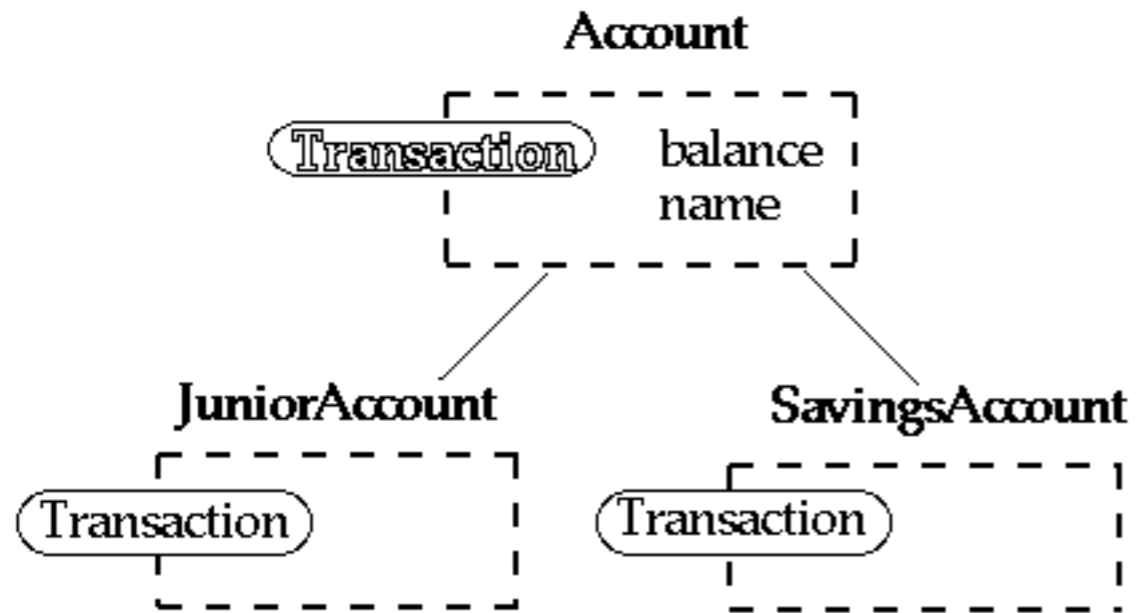 Account
Transaction
balance
name
JuniorAccount
SavingsAccount
Transaction
Transaction